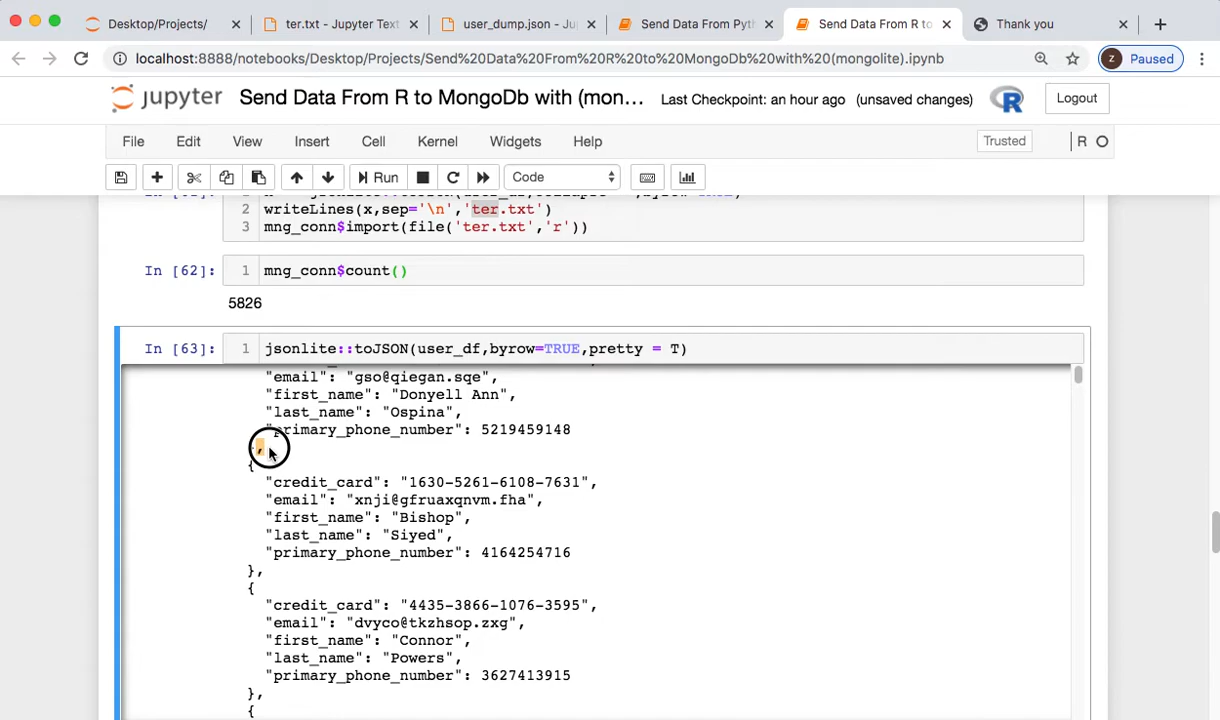 Desktop/Projects/
ter.txt - Jupyter Text
user_dump.json - Ju
Send Data From Pyth
Send Data From R to
Thank you
localhost:8888/notebooks/Desktop/Projects/Send%20Data%20From%20R%20to%20MongoDb%20with%20(mongolite).ipynb
z Paused
jupyter Send Data From R to MongoDb with (mon... Last Checkpoint: an hour ago (unsaved changes) R Logout
File Edit View Insert Cell Kernel Widgets Help Trusted R
Run Code
2 writeLines(x,sep='\n','ter.txt')
3 mng_conn$import(file('ter.txt','r'))
In [62]: 1 mng_conn$count()
5826
In [63]: 1 jsonlite::toJSON(user_df,byrow=TRUE,pretty = T)
"email": "gso@qiegan.sqe",
"first_name": "Donyell Ann",
"last_name": "Ospina",
"primary_phone_number": 5219459148
,
{
"credit_card": "1630-5261-6108-7631",
"email": "xnji@gfruaxqnvm.fha",
"first_name": "Bishop",
"last_name": "Siyed",
"primary_phone_number": 4164254716
},
{
"credit_card": "4435-3866-1076-3595",
"email": "dvyco@tkzhsop.zxg",
"first_name": "Connor",
"last_name": "Powers",
"primary_phone_number": 3627413915
},
{